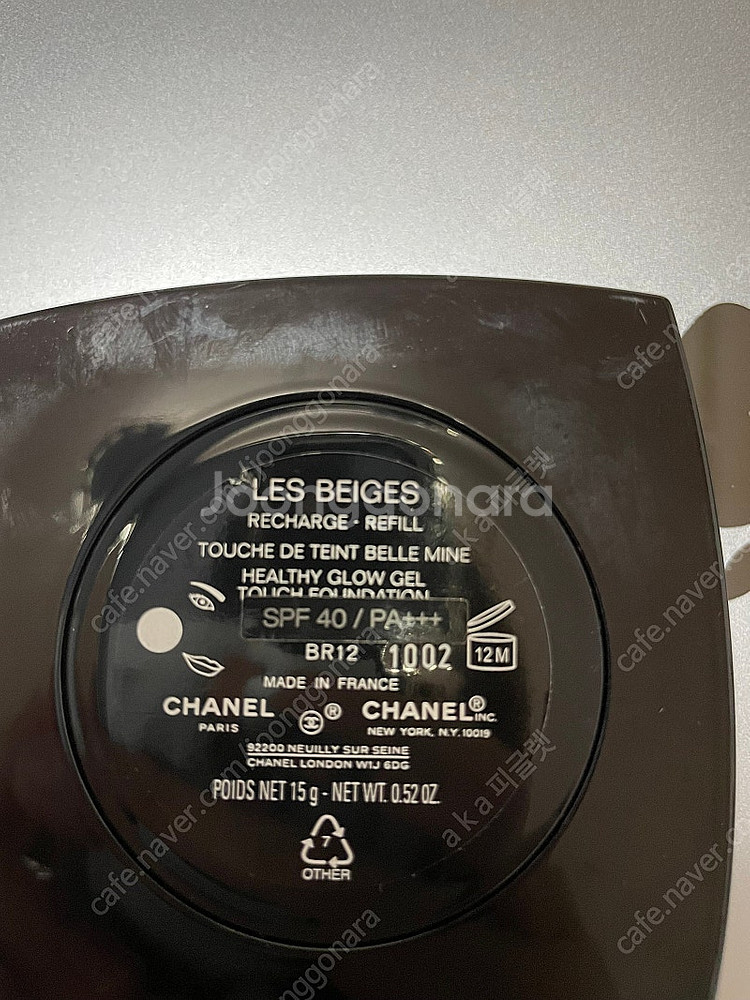 LES BEIGES
RECHARGE · REFILL
TOUCHE DE TEINT BELLE MINE
HEALTHY GLOW GEL
TOUCH FOUNDATION
SPF 40 / PA+++
BR12 1002 12M
MADE IN FRANCE
CHANEL ® CHANEL® INC.
PARIS NEW YORK, N.Y. 10019
92200 NEUILLY SUR SEINE
CHANEL LONDON W1J 6DG
POIDS NET 15 g - NET WT. 0.52 OZ.
7
OTHER
Joonggonara
cafe.naver.com/joonggonara
a.k.a 피글렛